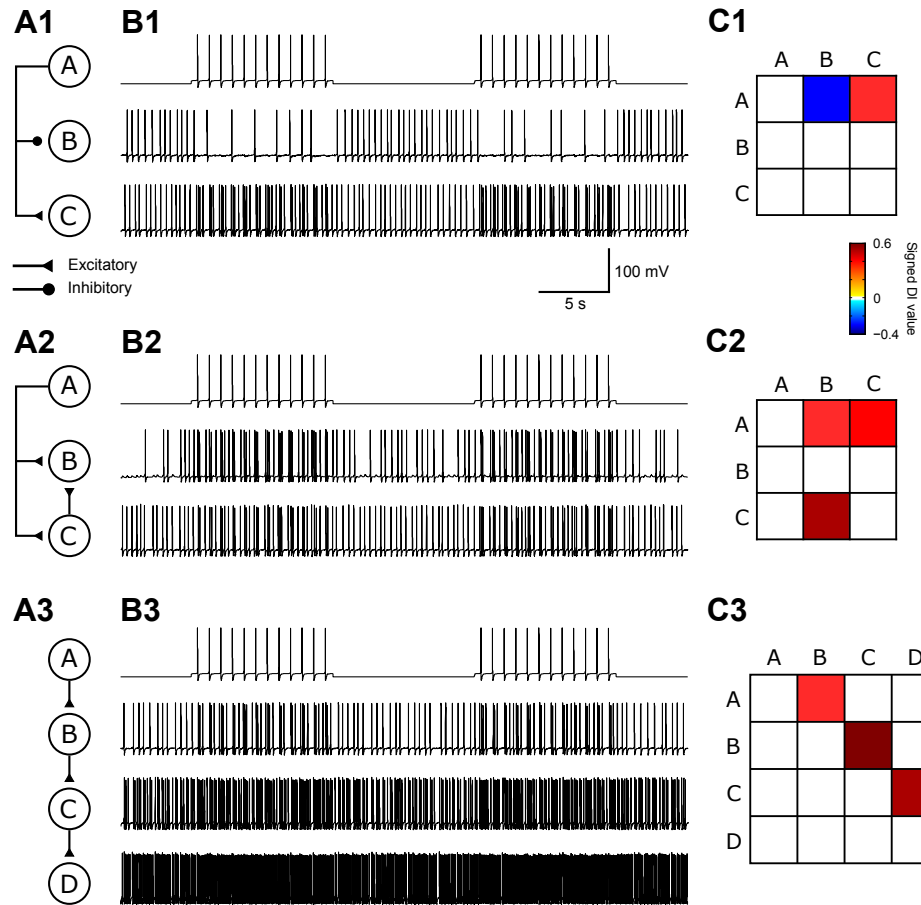 A1 B1 C1
A
B
C
A B C
A
B
C
Excitatory
Inhibitory
100 mV
5 s
0.6
0
−0.4
Signed DI value
A2 B2 C2
A
B
C
A B C
A
B
C
A3 B3 C3
A
B
C
D
A B C D
A
B
C
D